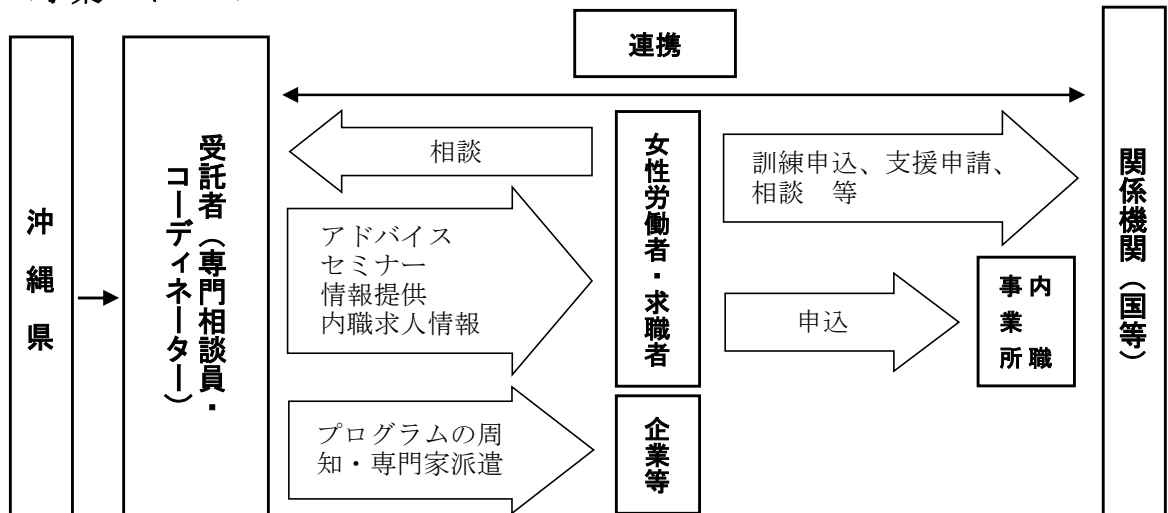 連携
沖縄県
受託者（専門相談員・
コーディネーター）
相談
アドバイス
セミナー
情報提供
内職求人情報
プログラムの周
知・専門家派遣
女性労働者・求職者
企業等
訓練申込、支援申請、
相談　等
申込
内職
事業所
関係機関（国等）